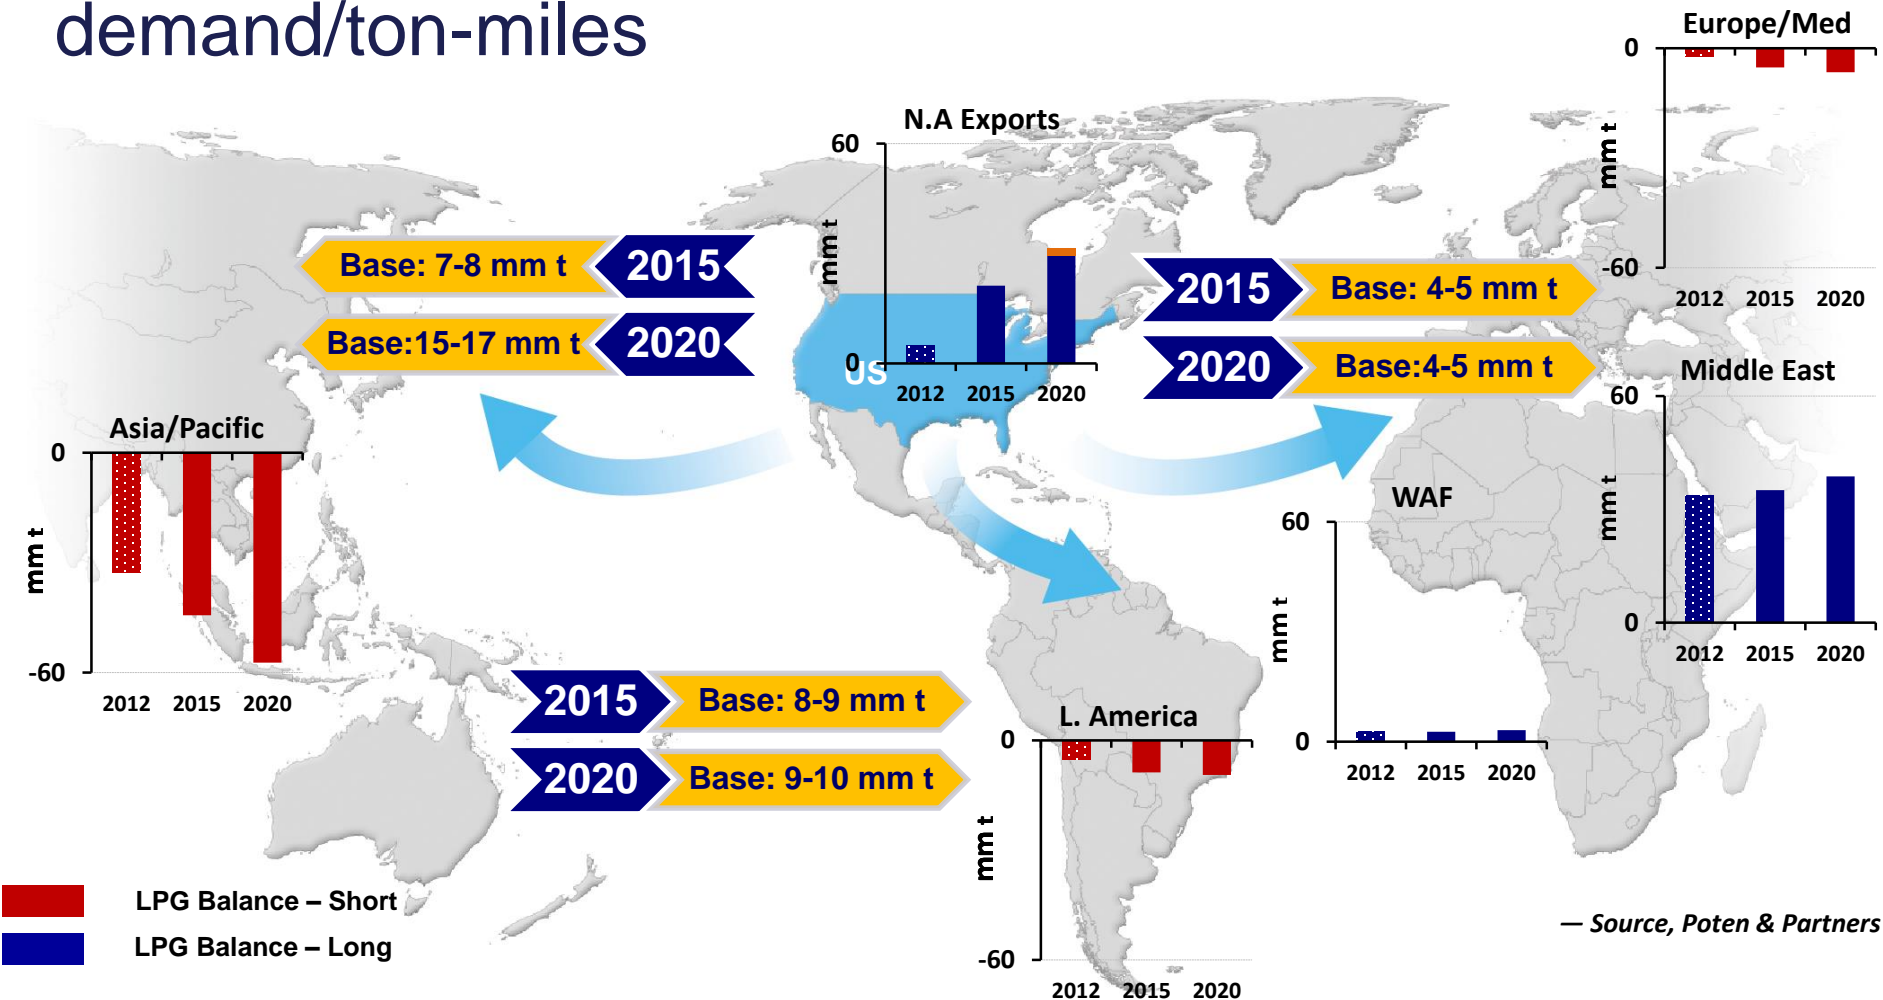 demand/ton-miles
Europe/Med
0
mm t
-60
2012 2015 2020
N.A Exports
60
mm t
0
US
2012 2015 2020
Base: 7-8 mm t 2015
Base:15-17 mm t 2020
2015 Base: 4-5 mm t
2020 Base:4-5 mm t
Middle East
60
mm t
0
2012 2015 2020
Asia/Pacific
0
mm t
-60
2012 2015 2020
WAF
60
mm t
0
2012 2015 2020
2015 Base: 8-9 mm t
2020 Base: 9-10 mm t
L. America
0
mm t
-60
2012 2015 2020
LPG Balance – Short
LPG Balance – Long
— Source, Poten & Partners